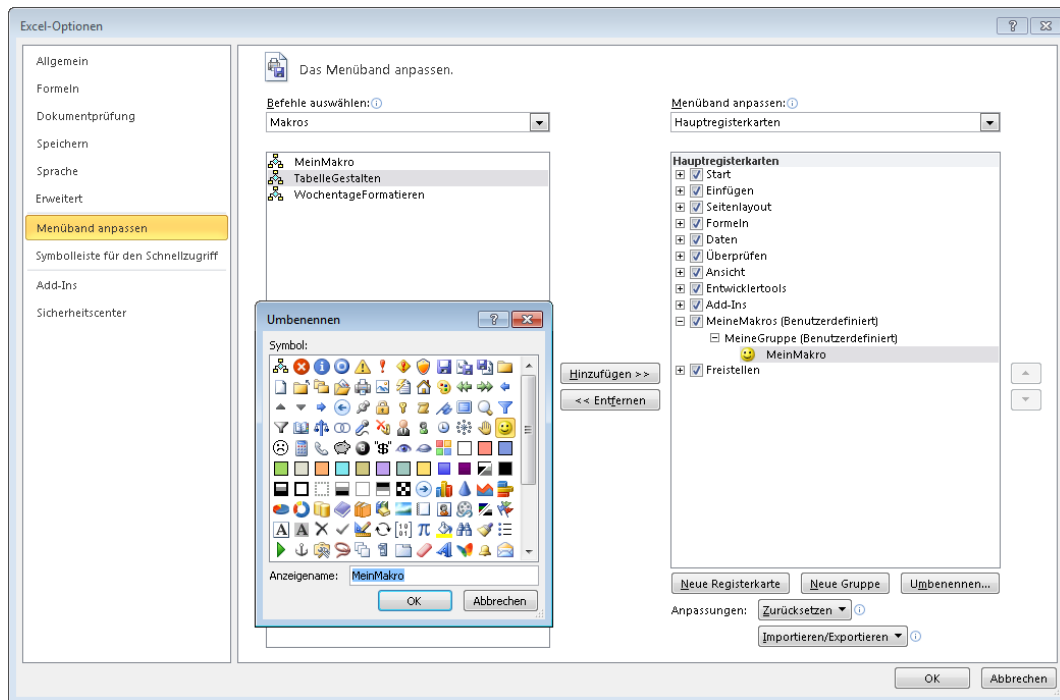 Excel-Optionen
Allgemein
Formeln
Dokumentprüfung
Speichern
Sprache
Erweitert
Menüband anpassen
Symbolleiste für den Schnellzugriff
Add-Ins
Sicherheitscenter
Das Menüband anpassen.
Befehle auswählen:
Makros
MeinMakro
TabelleGestalten
WochentageFormatieren
Umbenennen
Symbol:
Anzeigename: MeinMakro
OK Abbrechen
Hinzufügen >>
<< Entfernen
Menüband anpassen:
Hauptregisterkarten
Hauptregisterkarten
Start
Einfügen
Seitenlayout
Formeln
Daten
Überprüfen
Ansicht
Entwicklertools
Add-Ins
MeineMakros (Benutzerdefiniert)
MeineGruppe (Benutzerdefiniert)
MeinMakro
Freistellen
Neue Registerkarte Neue Gruppe Umbenennen...
Anpassungen: Zurücksetzen
Importieren/Exportieren
OK Abbrechen